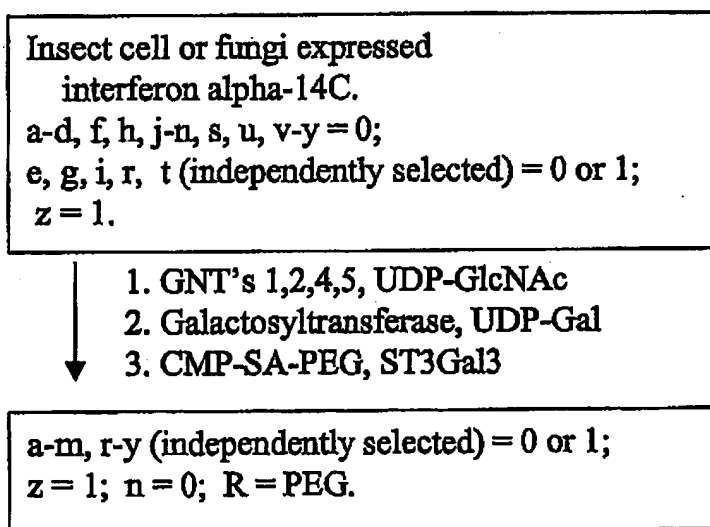 Insect cell or fungi expressed
interferon alpha-14C.
a-d, f, h, j-n, s, u, v-y = 0;
e, g, i, r, t (independently selected) = 0 or 1;
z = 1.
1. GNT's 1,2,4,5, UDP-GlcNAc
2. Galactosyltransferase, UDP-Gal
3. CMP-SA-PEG, ST3Gal3
a-m, r-y (independently selected) = 0 or 1;
z = 1; n = 0; R = PEG.